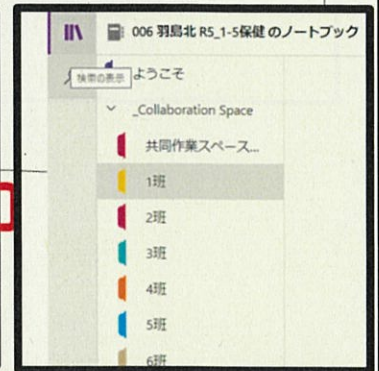 006 羽島北 R5_1-5保健 のノートブック
検索の表示
ようこそ
_Collaboration Space
共同作業スペース...
1班
2班
3班
4班
5班
6班